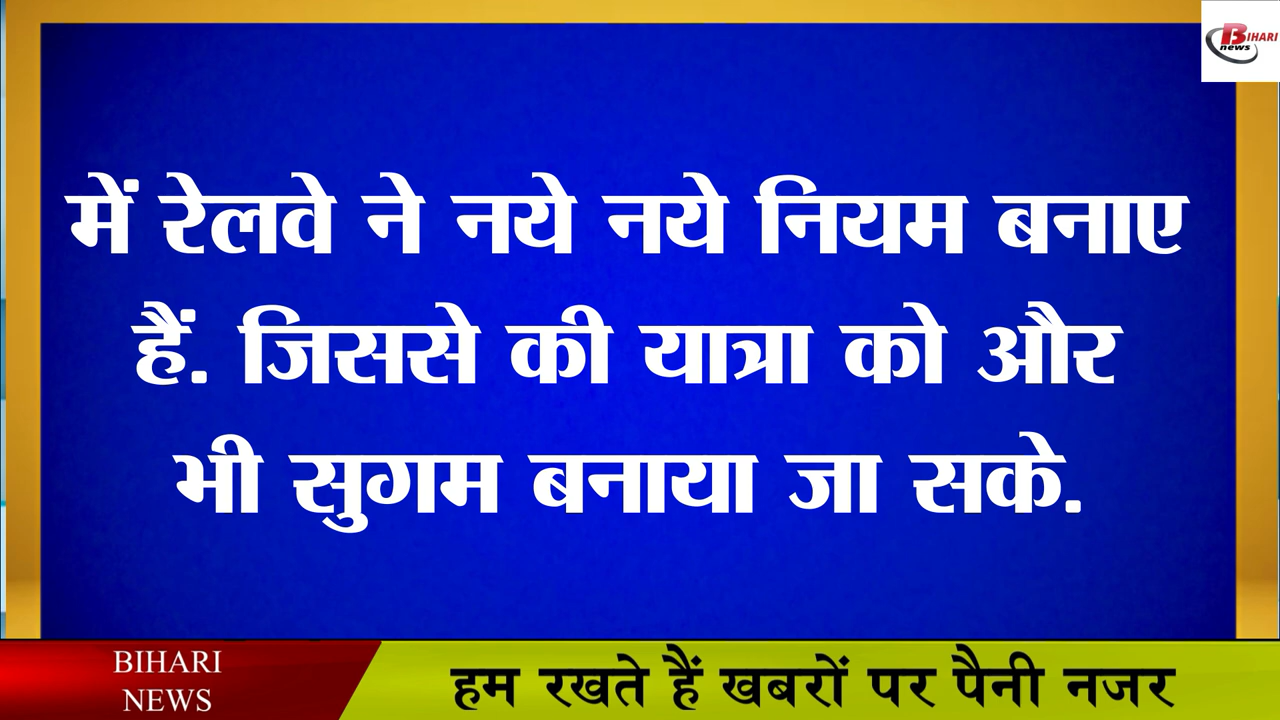 BIHARI
news
में रेलवे ने नये नये नियम बनाए
हैं. जिससे की यात्रा को और
भी सुगम बनाया जा सके.
BIHARI
NEWS
हम रखते हैं खबरों पर पैनी नजर